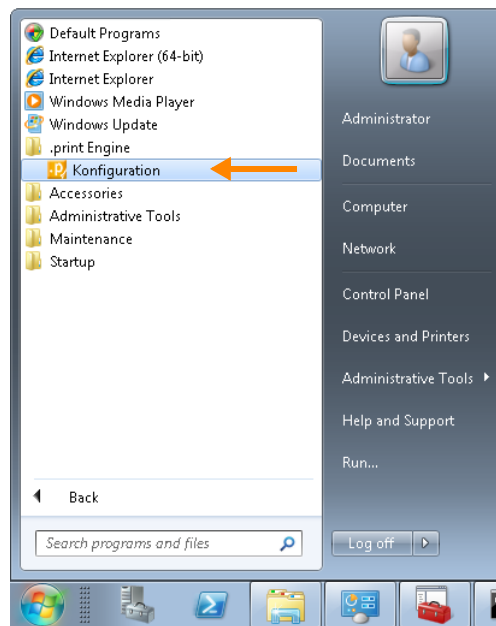 Default Programs
Internet Explorer (64-bit)
Internet Explorer
Windows Media Player
Windows Update
.print Engine
Konfiguration
Accessories
Administrative Tools
Maintenance
Startup
Back
Search programs and files
Administrator
Documents
Computer
Network
Control Panel
Devices and Printers
Administrative Tools
Help and Support
Run...
Log off